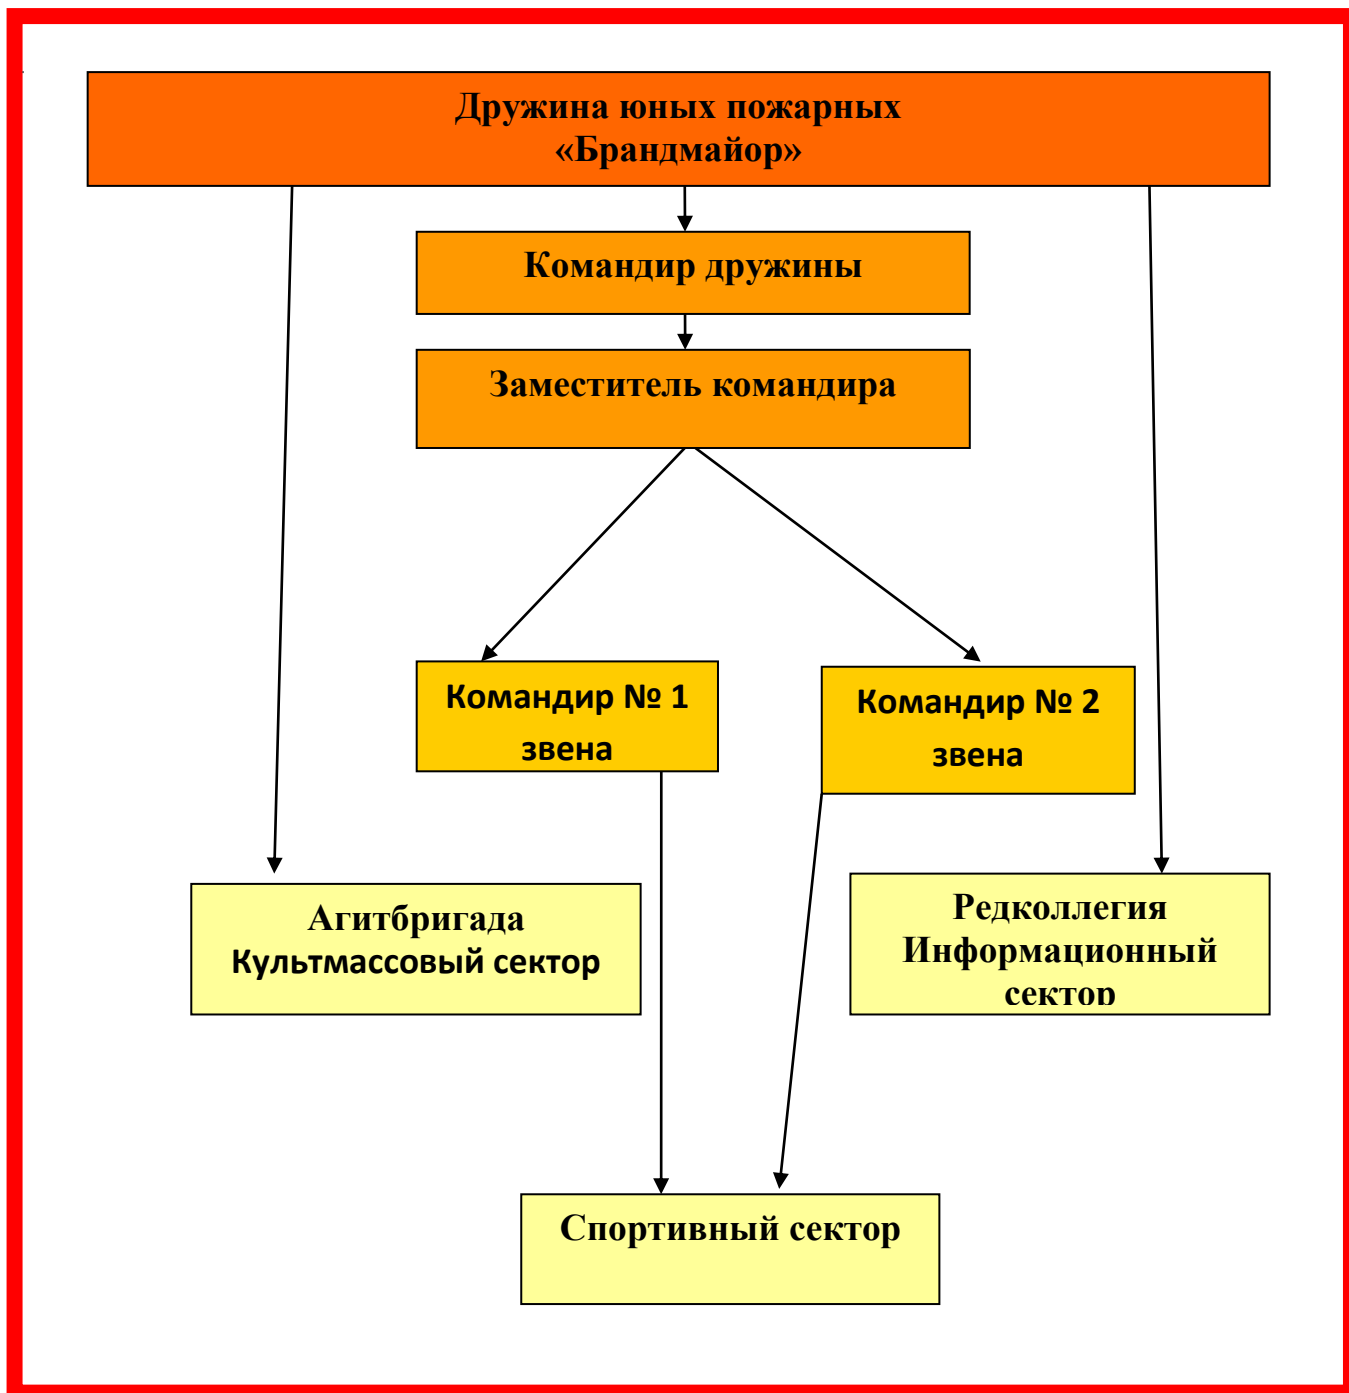 Дружина юных пожарных
«Брандмайор»
Командир дружины
Заместитель командира
Командир № 1
звена
Командир № 2
звена
Агитбригада
Культмассовый сектор
Редколлегия
Информационный
сектор
Спортивный сектор